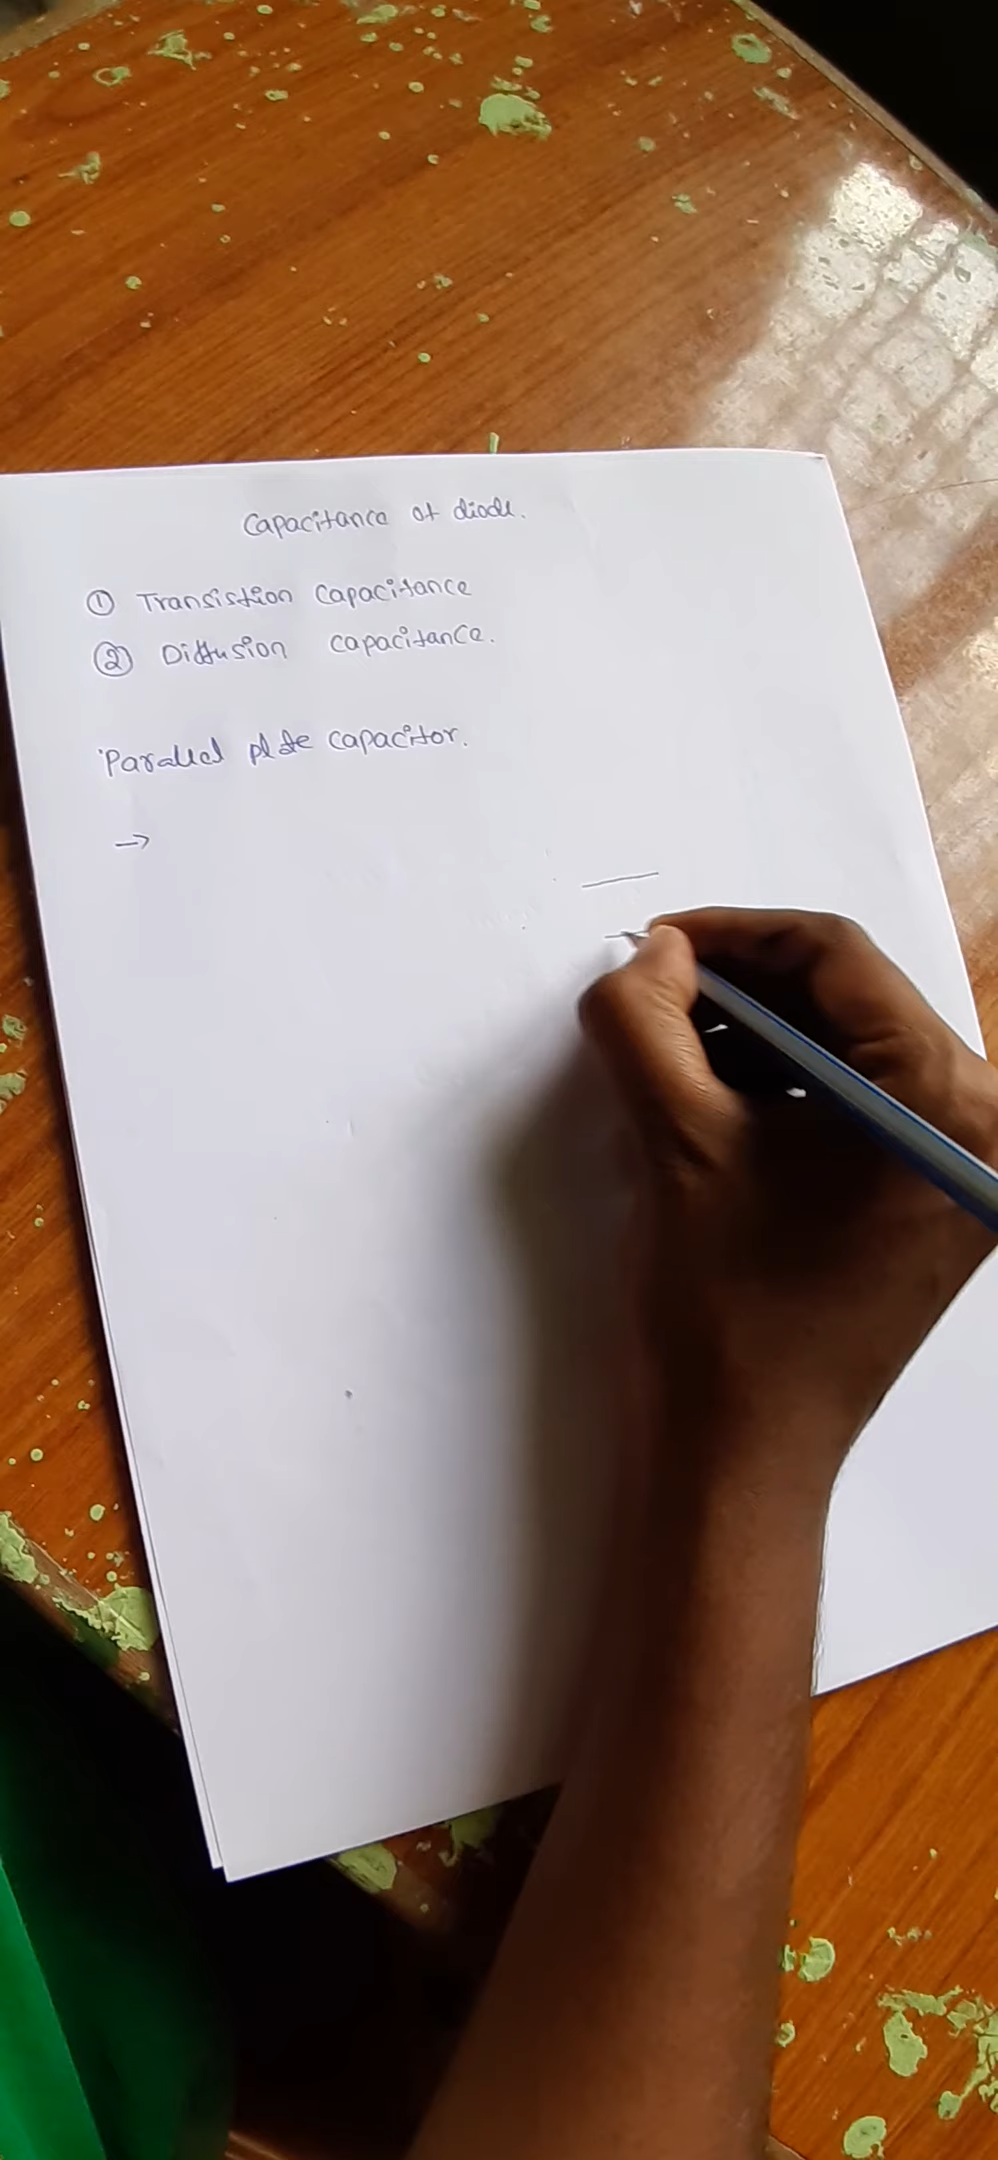 Capacitance of diode.
① Transistion Capacitance
② Diffusion capacitance.
Parallel plate capacitor.
→